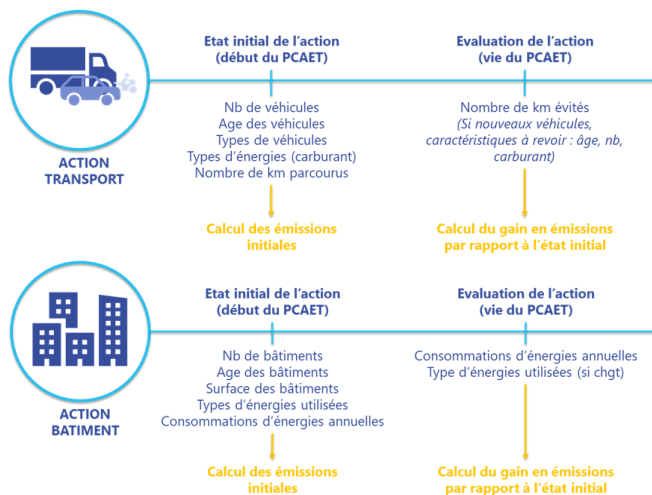 Etat initial de l'action
(début du PCAET)
Evaluation de l'action
(vie du PCAET)
ACTION
TRANSPORT
Nb de véhicules
Age des véhicules
Types de véhicules
Types d'énergies (carburant)
Nombre de km parcourus
Nombre de km évités
(Si nouveaux véhicules,
caractéristiques à revoir : âge, nb,
carburant)
Calcul des émissions
initiales
Calcul du gain en émissions
par rapport à l'état initial
Etat initial de l'action
(début du PCAET)
Evaluation de l'action
(vie du PCAET)
ACTION
BATIMENT
Nb de bâtiments
Age des bâtiments
Surface des bâtiments
Types d'énergies utilisées
Consommations d'énergies annuelles
Consommations d'énergies annuelles
Type d'énergies utilisées (si chgt)
Calcul des émissions
initiales
Calcul du gain en émissions
par rapport à l'état initial